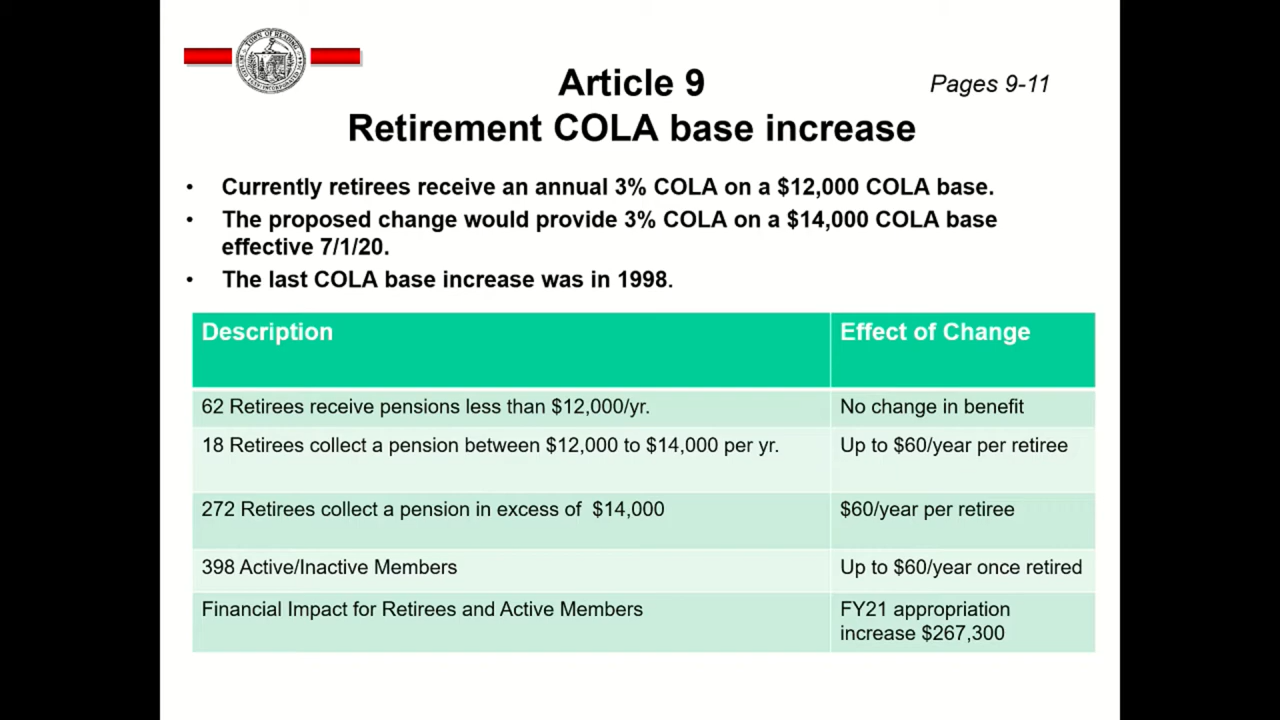 TOWN OF READING
Article 9
Pages 9-11
Retirement COLA base increase
• Currently retirees receive an annual 3% COLA on a $12,000 COLA base.
• The proposed change would provide 3% COLA on a $14,000 COLA base
effective 7/1/20.
• The last COLA base increase was in 1998.
Description
Effect of Change
62 Retirees receive pensions less than $12,000/yr.
No change in benefit
18 Retirees collect a pension between $12,000 to $14,000 per yr.
Up to $60/year per retiree
272 Retirees collect a pension in excess of  $14,000
$60/year per retiree
398 Active/Inactive Members
Up to $60/year once retired
Financial Impact for Retirees and Active Members
FY21 appropriation
increase $267,300